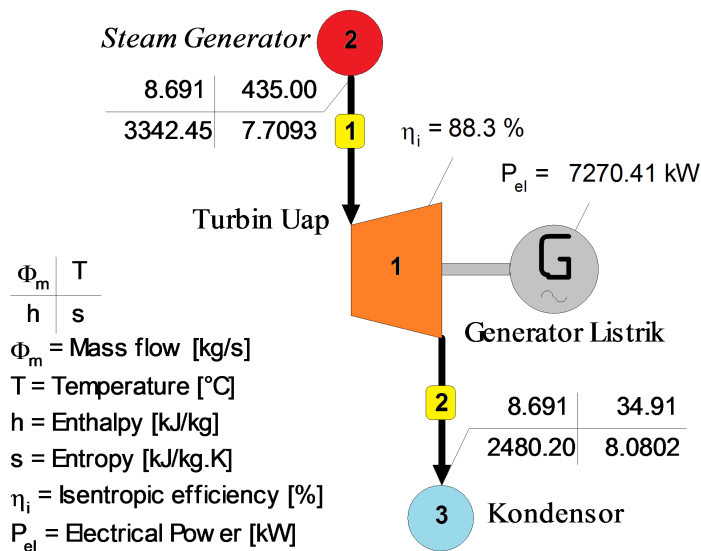 Steam Generator
2
8.691 435.00
3342.45 7.7093
1
ηi = 88.3 %
Pel = 7270.41 kW
Turbin Uap
1
G
Generator Listrik
Φm T
h s
Φm = Mass flow [kg/s]
T = Temperature [°C]
h = Enthalpy [kJ/kg]
s = Entropy [kJ/kg.K]
ηi = Isentropic efficiency [%]
Pel = Electrical Power [kW]
2
8.691 34.91
2480.20 8.0802
3
Kondensor